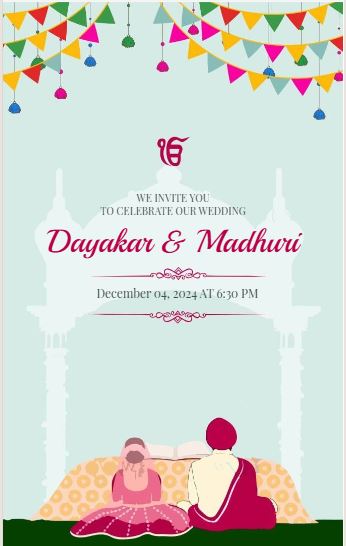 ੴ
WE INVITE YOU
TO CELEBRATE OUR WEDDING
Dayakar & Madhuri
December 04, 2024 AT 6:30 PM